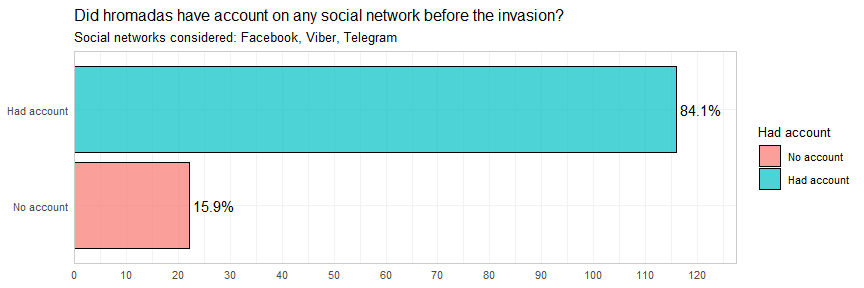 Did hromadas have account on any social network before the invasion?
Social networks considered: Facebook, Viber, Telegram
Had account
84.1%
No account
15.9%
0 10 20 30 40 50 60 70 80 90 100 110 120
Had account
No account
Had account